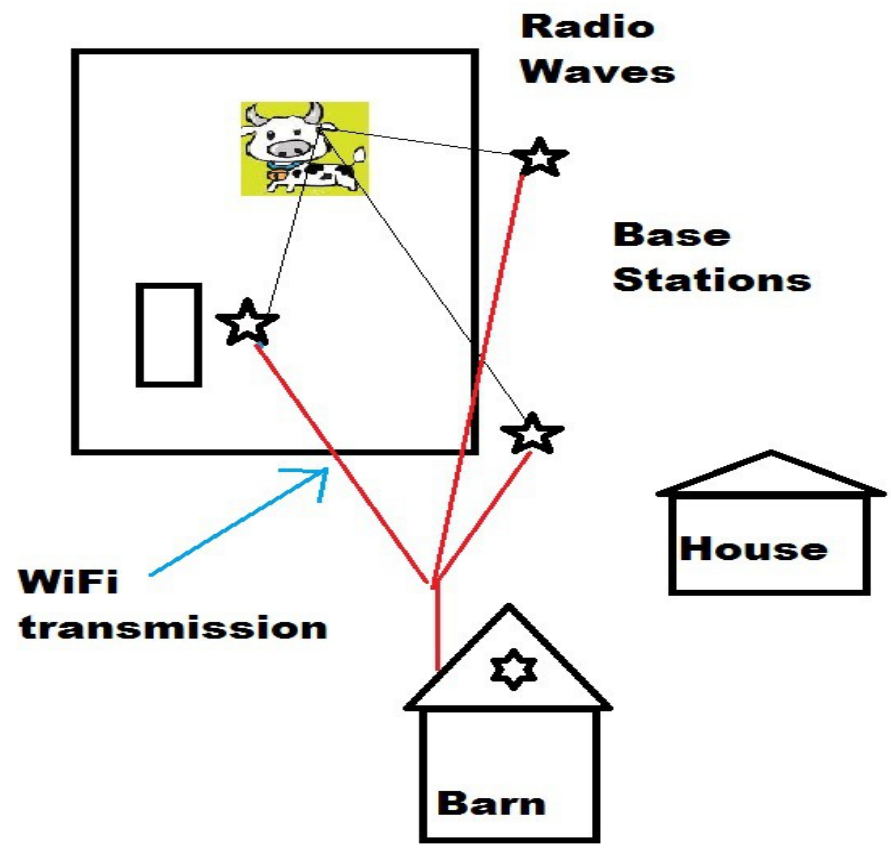 Radio
Waves
Base
Stations
House
WiFi
transmission
Barn